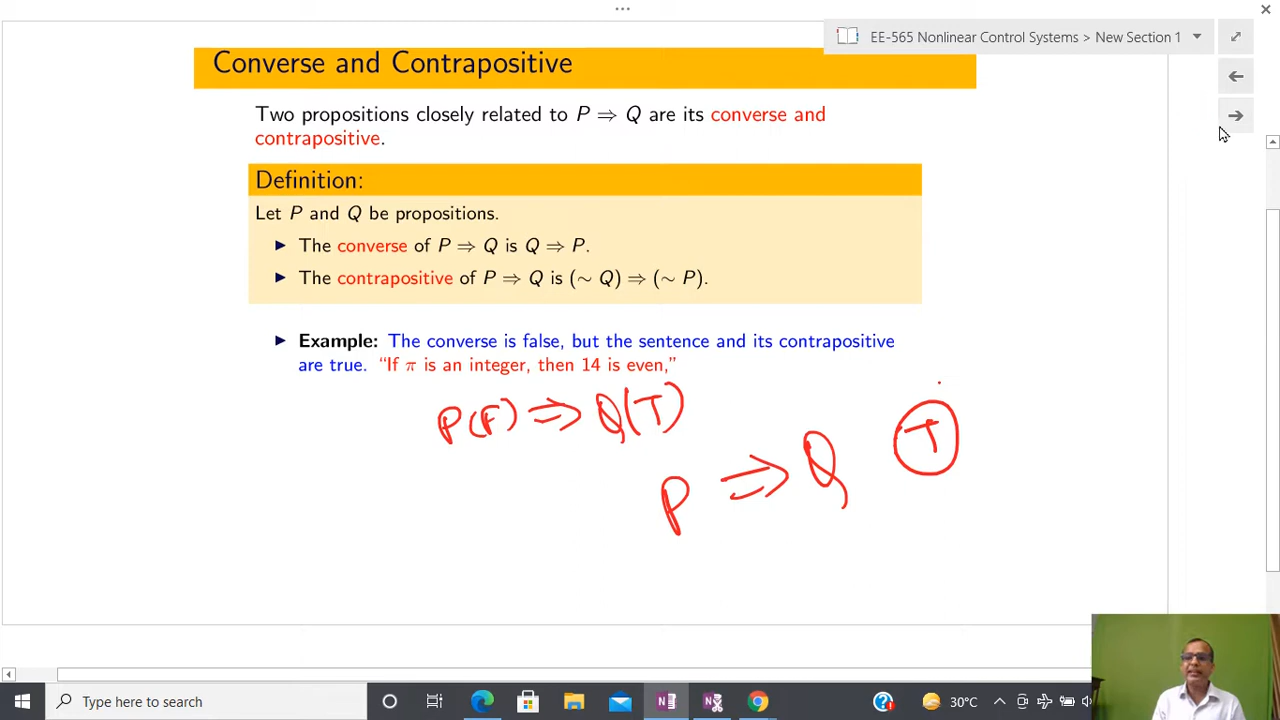 EE-565 Nonlinear Control Systems > New Section 1
Converse and Contrapositive
Two propositions closely related to P ⇒ Q are its converse and
contrapositive.
Definition:
Let P and Q be propositions.
► The converse of P ⇒ Q is Q ⇒ P.
► The contrapositive of P ⇒ Q is (∼ Q) ⇒ (∼ P).
► Example: The converse is false, but the sentence and its contrapositive
are true. “If π is an integer, then 14 is even,”
P(F) ⇒ Q(T)
P ⇒ Q T
Type here to search
30°C